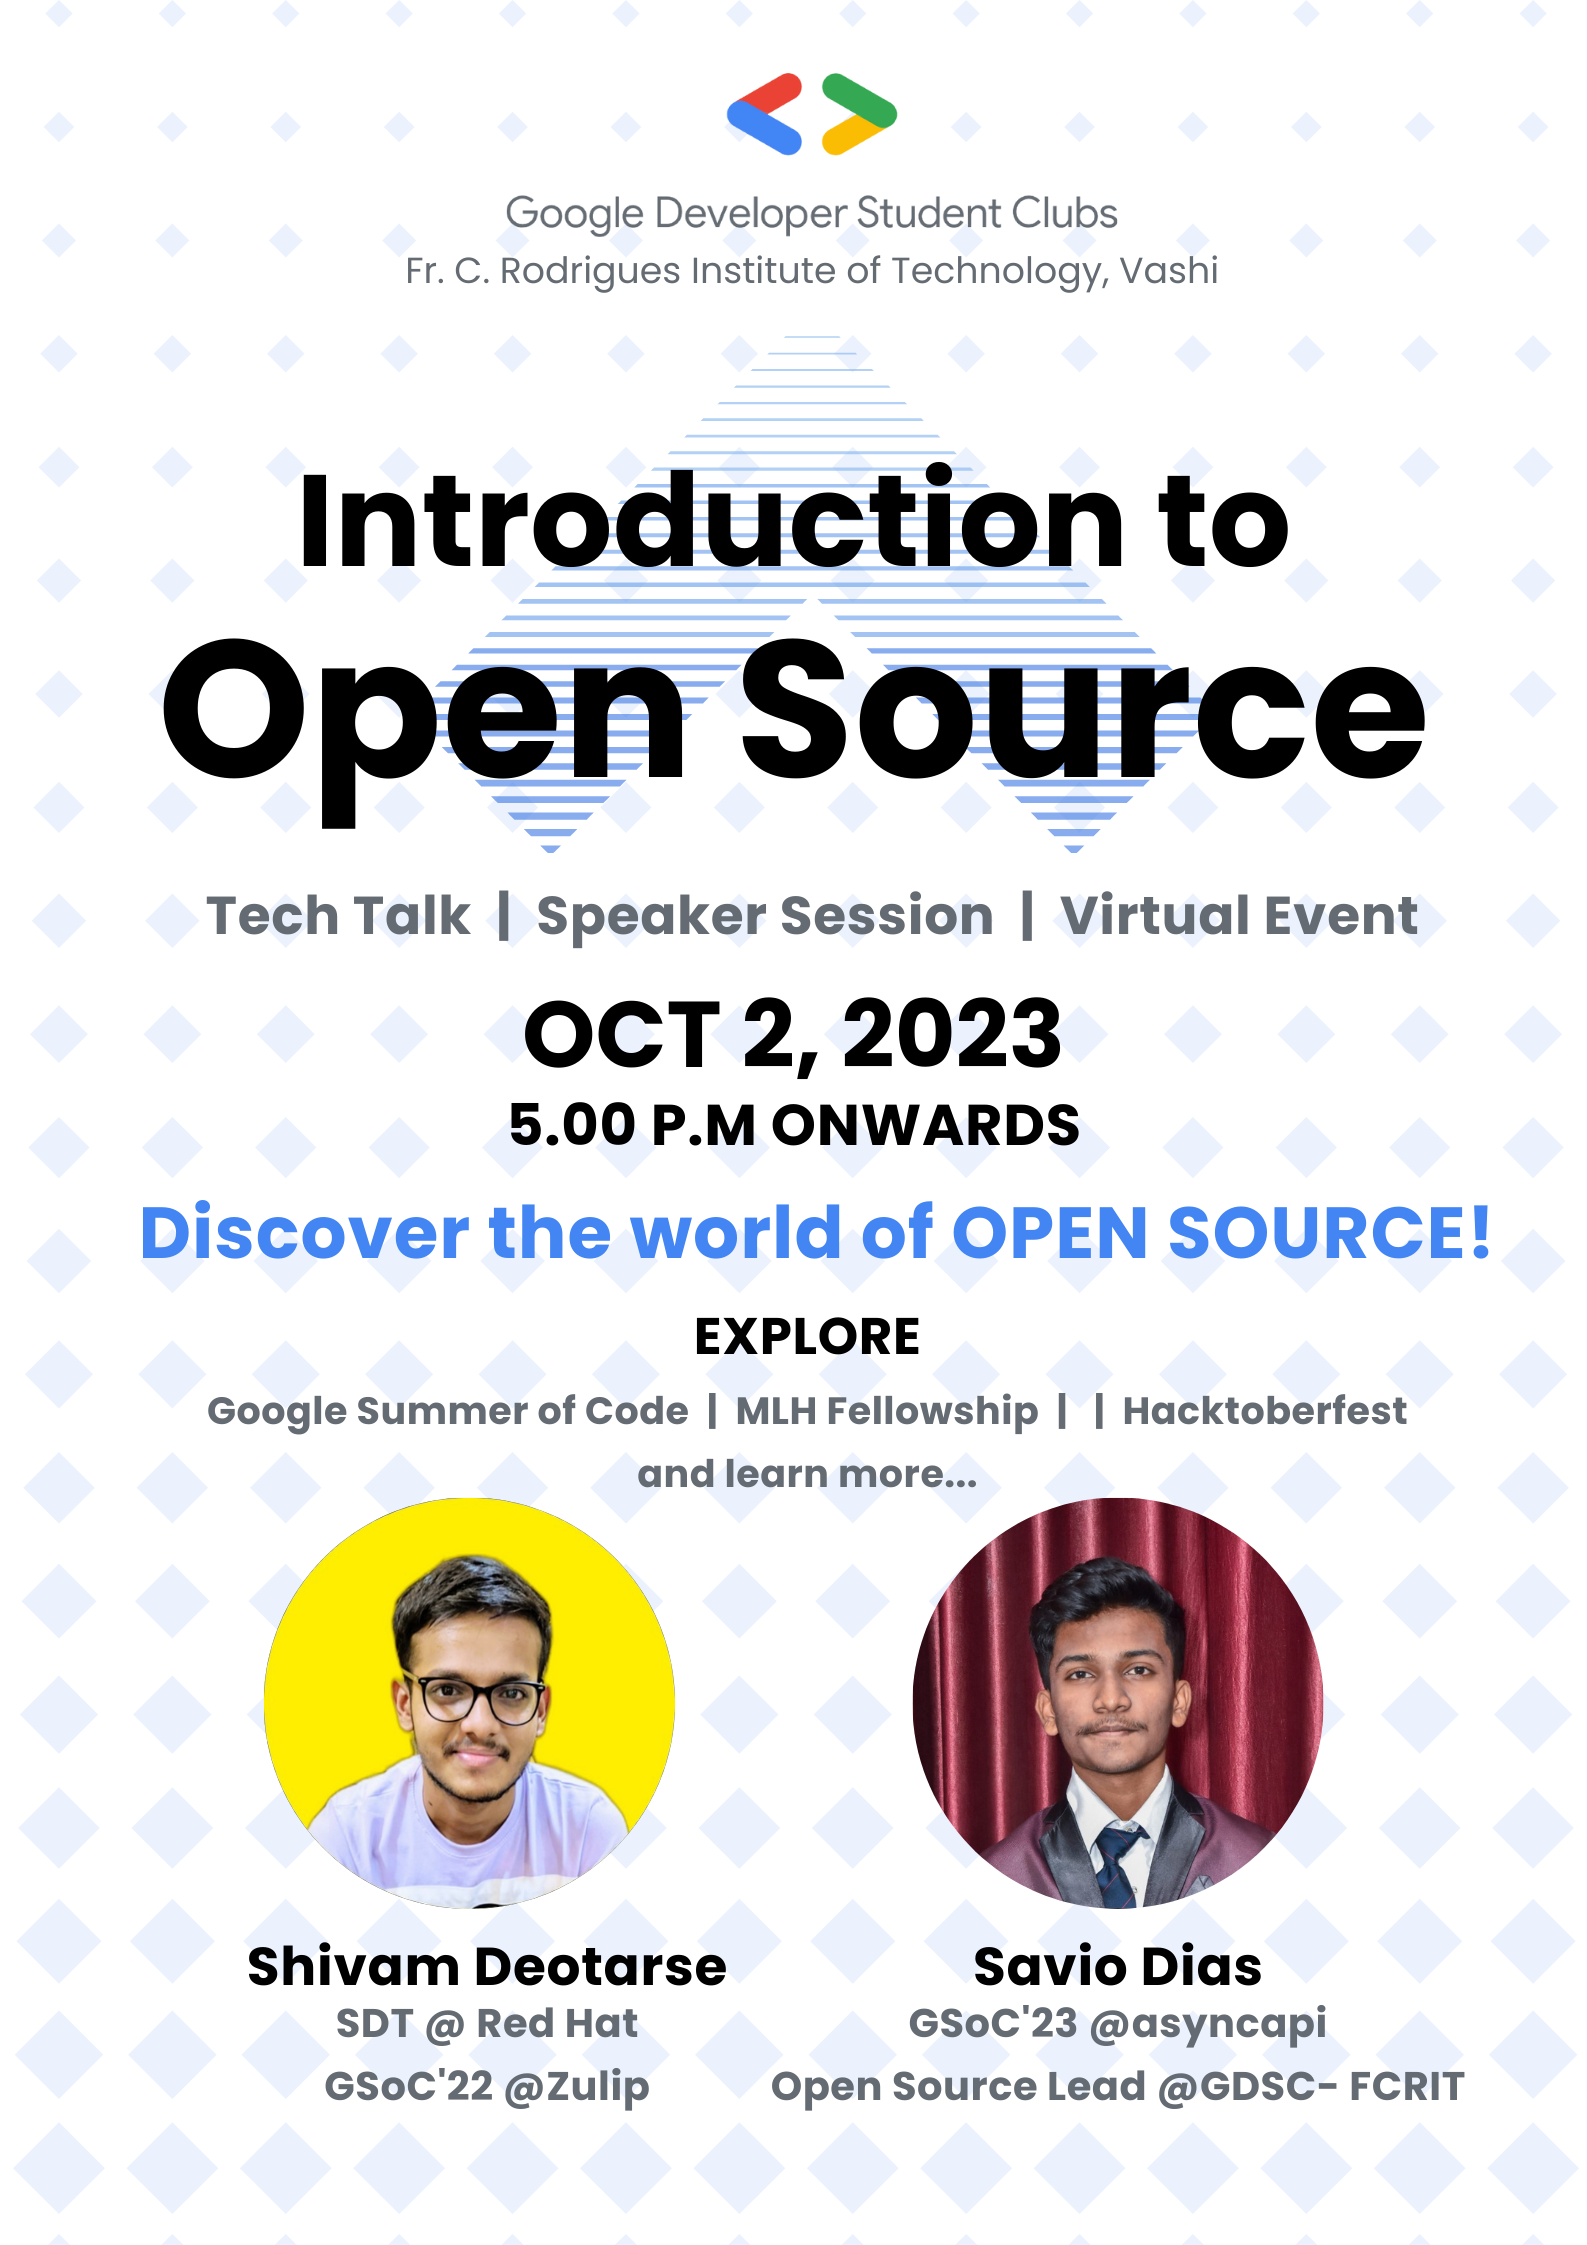 Google Developer Student Clubs
Fr. C. Rodrigues Institute of Technology, Vashi
Introduction to
Open Source
Tech Talk | Speaker Session | Virtual Event
OCT 2, 2023
5.00 P.M ONWARDS
Discover the world of OPEN SOURCE!
EXPLORE
Google Summer of Code | MLH Fellowship | | Hacktoberfest
and learn more...
Shivam Deotarse
SDT @ Red Hat
GSoC'22 @Zulip
Savio Dias
GSoC'23 @asyncapi
Open Source Lead @GDSC- FCRIT